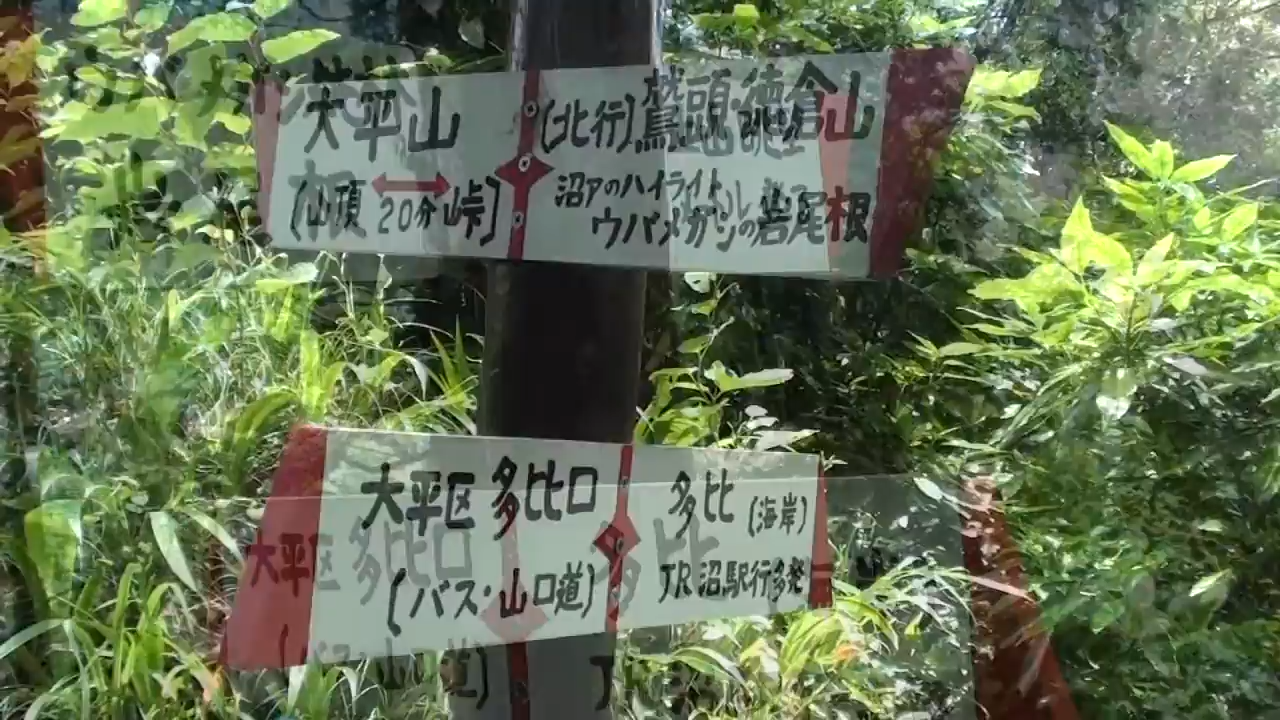 大平山
(山頂 ↔ 20分 峠)
(北行)鷲頭・徳倉山
沼アのハイライト
ウバメガシの岩尾根
大平区 多比口
(バス・山口道)
多比 (海岸)
JR沼駅行多発